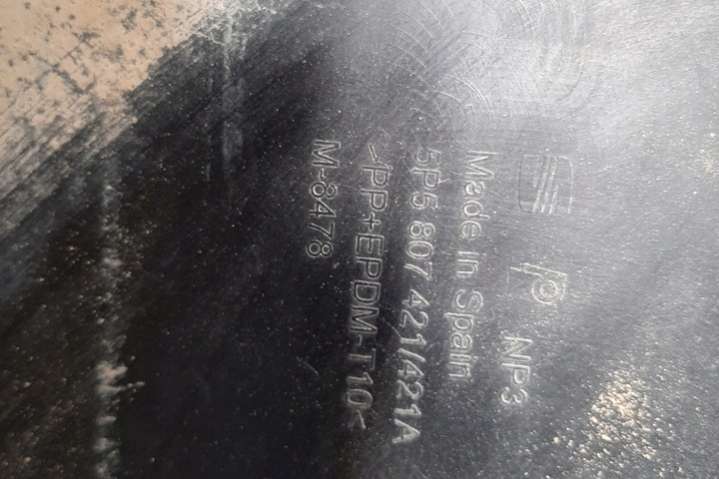 NP3
Made in Spain
5P5 807 421/421A
>PP+EPDM-T10<
M-8478